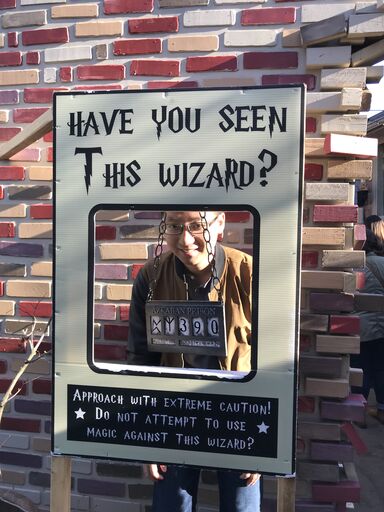 HAVE YOU SEEN
THIS WIZARD?
AZKABAN PRISON
390
APPROACH WITH EXTREME CAUTION!
DO NOT ATTEMPT TO USE
MAGIC AGAINST THIS WIZARD?